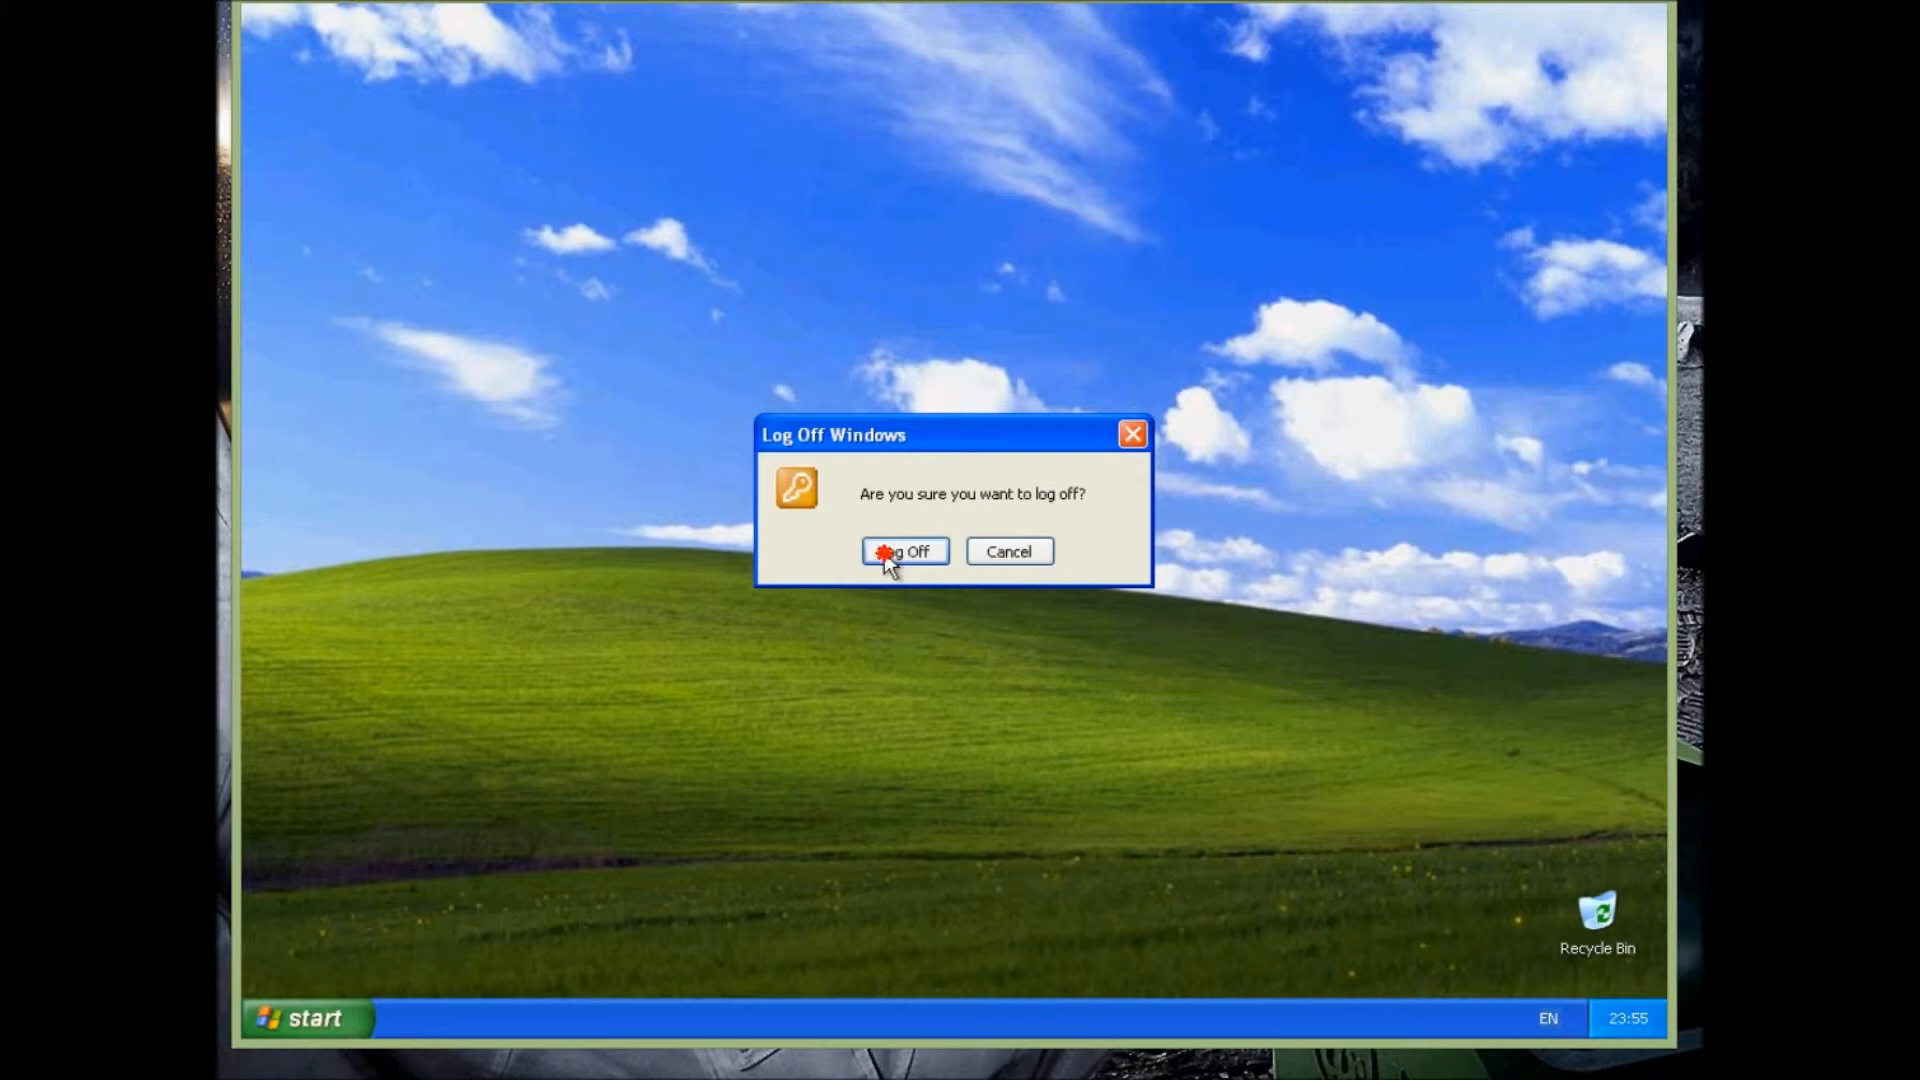 Log Off Windows
Are you sure you want to log off?
Log Off
Cancel
Recycle Bin
start
EN
23:55